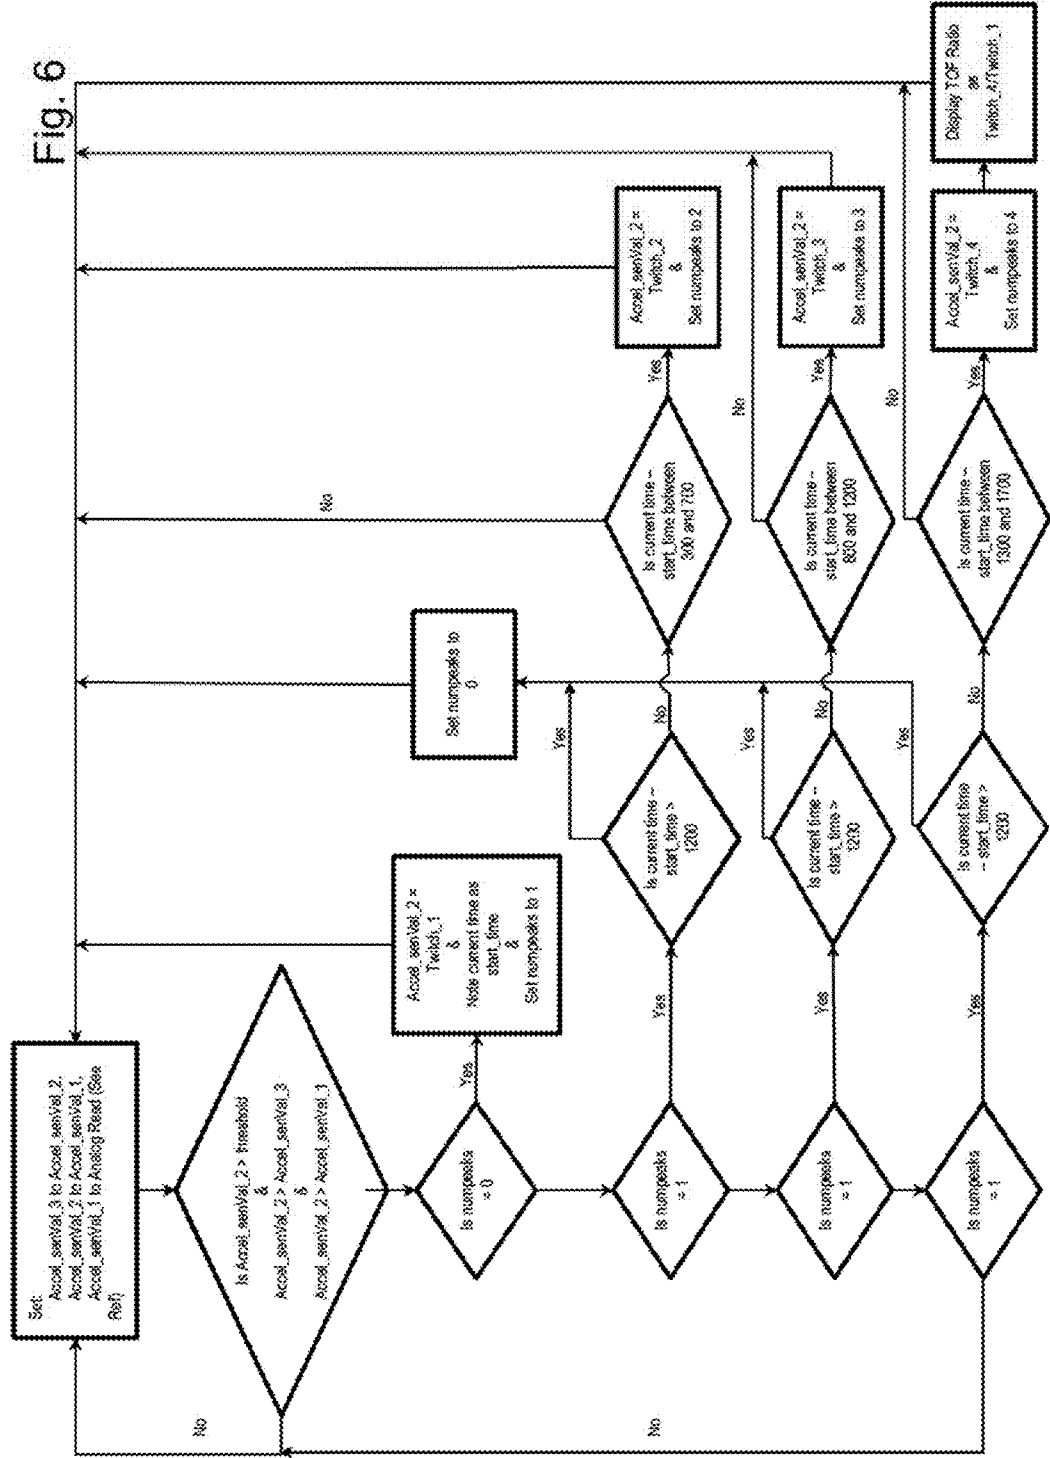 Fig. 6
Set:
Accel_senVal_3 to Accel_senVal_2,
Accel_senVal_2 to Accel_senVal_1,
Accel_senVal_1 to Analog Read (See
Ref)
No
Is Accel_senVal_2 > threshold
&
Accel_senVal_2 > Accel_senVal_3
&
Accel_senVal_2 > Accel_senVal_1
No
Is numpeaks
= 0
Yes
Accel_senVal_2 =
Twitch_1
&
Note current time as
start_time
&
Set numpeaks to 1
Set numpeaks to
0
Is numpeaks
= 1
Yes
Is current time –
start_time >
1200
Yes
No
Is current time –
start_time between
300 and 700
No
Yes
Accel_senVal_2 =
Twitch_2
&
Set numpeaks to 2
Is numpeaks
= 1
Yes
Is current time –
start_time >
1200
Yes
No
Is current time –
start_time between
800 and 1200
No
Yes
Accel_senVal_2 =
Twitch_3
&
Set numpeaks to 3
Is numpeaks
= 1
Yes
Is current time
– start_time >
1200
Yes
No
Is current time –
start_time between
1300 and 1700
No
Yes
Accel_senVal_2 =
Twitch_4
&
Set numpeaks to 4
Display TOF Ratio
as
Twitch_4/Twitch_1